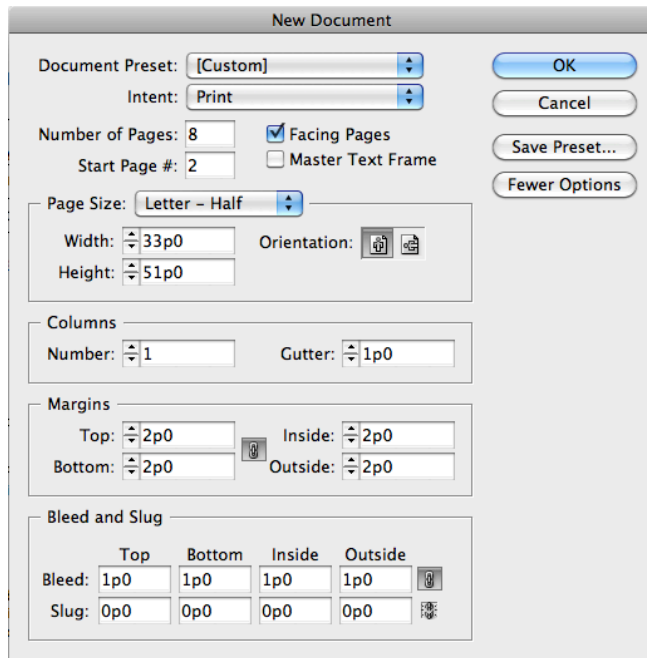 New Document
Document Preset: [Custom]
OK
Intent: Print
Cancel
Number of Pages: 8
Facing Pages
Save Preset...
Start Page #: 2
Master Text Frame
Fewer Options
Page Size: Letter – Half
Width: 33p0
Orientation:
Height: 51p0
Columns
Number: 1
Gutter: 1p0
Margins
Top: 2p0
Inside: 2p0
Bottom: 2p0
Outside: 2p0
Bleed and Slug
Top Bottom Inside Outside
Bleed: 1p0 1p0 1p0 1p0
Slug: 0p0 0p0 0p0 0p0